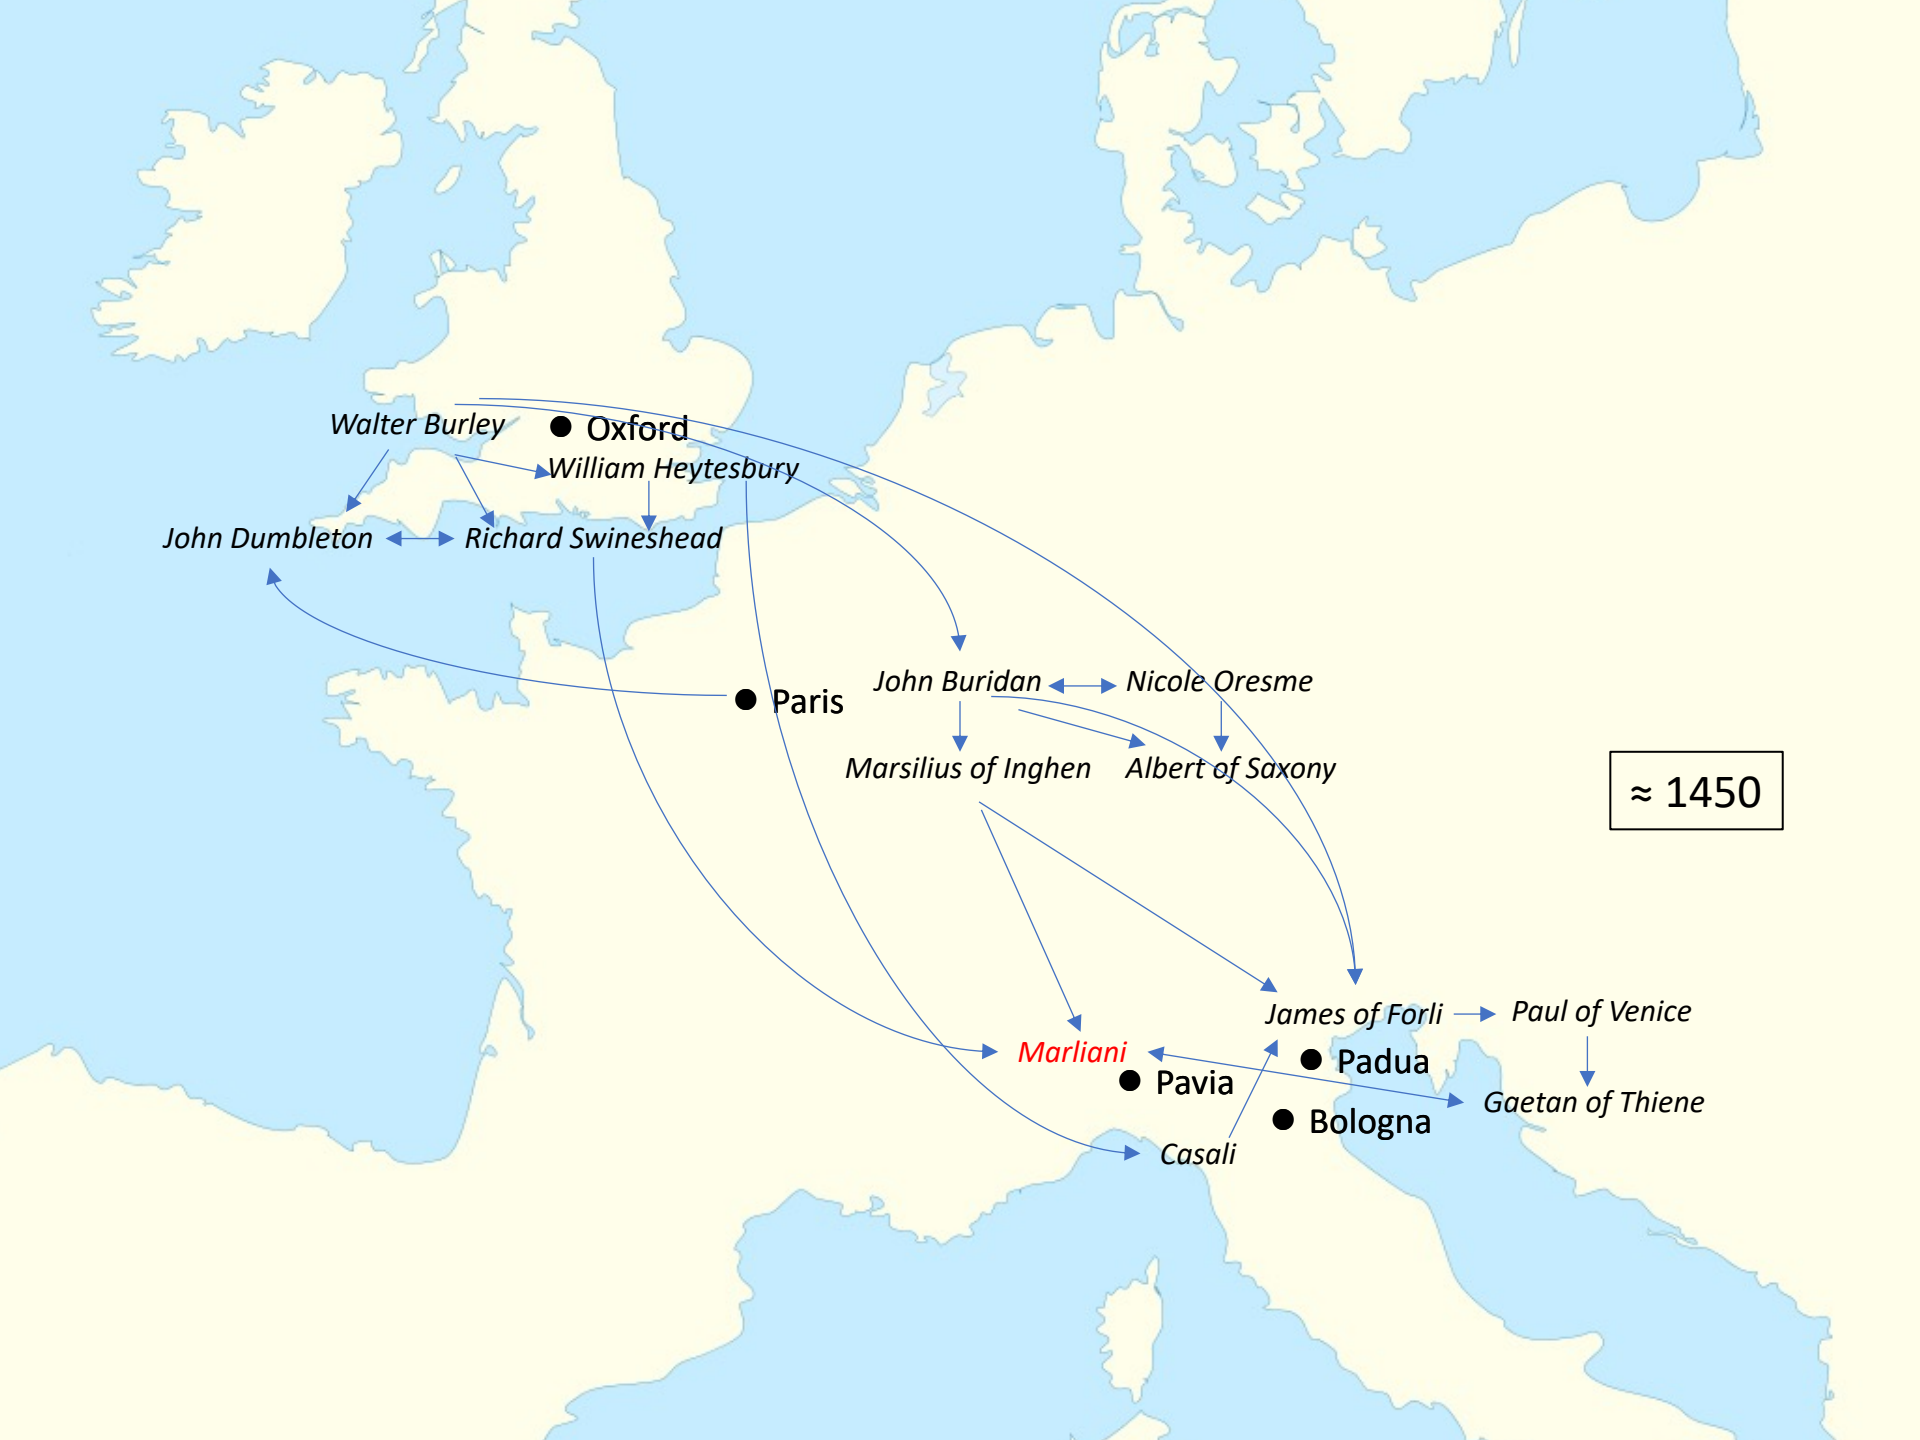 Walter Burley
Oxford
William Heytesbury
John Dumbleton
Richard Swineshead
John Buridan
Nicole Oresme
Paris
Marsilius of Inghen
Albert of Saxony
≈ 1450
James of Forli
Paul of Venice
Marliani
Padua
Pavia
Gaetan of Thiene
Bologna
Casali